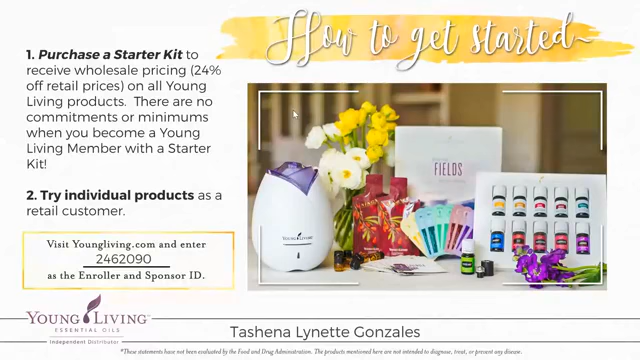 How to get started
1. Purchase a Starter Kit to
receive wholesale pricing (24%
off retail prices) on all Young
Living products. There are no
commitments or minimums
when you become a Young
Living Member with a Starter
Kit!
2. Try individual products as a
retail customer.
Visit Youngliving.com and enter
2462090
as the Enroller and Sponsor ID.
FIELDS
YOUNG LIVING
YOUNG LIVING
ESSENTIAL OILS
Independent Distributor
Tashena Lynette Gonzales
*These statements have not been evaluated by the Food and Drug Administration. The products mentioned here are not intended to diagnose, treat, or prevent any disease.